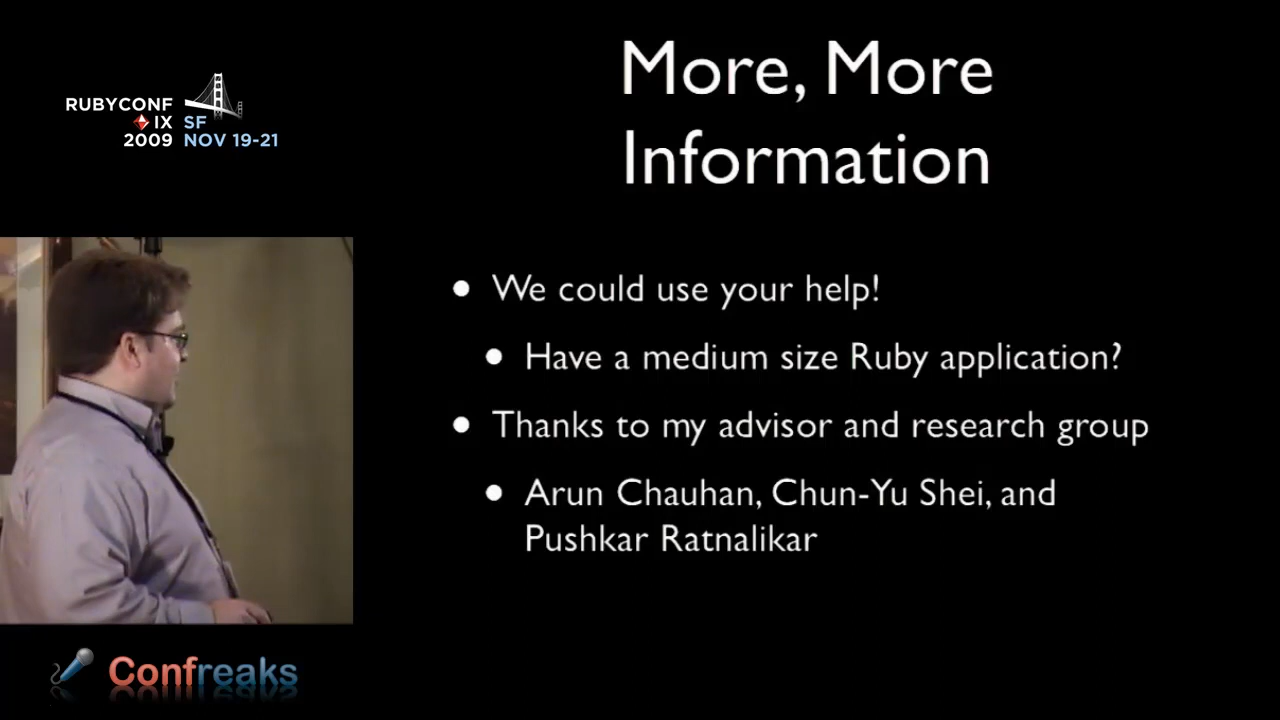 RUBYCONF
IX SF
2009 NOV 19-21
More, More
Information
We could use your help!
Have a medium size Ruby application?
Thanks to my advisor and research group
Arun Chauhan, Chun-Yu Shei, and
Pushkar Ratnalikar
Confreaks